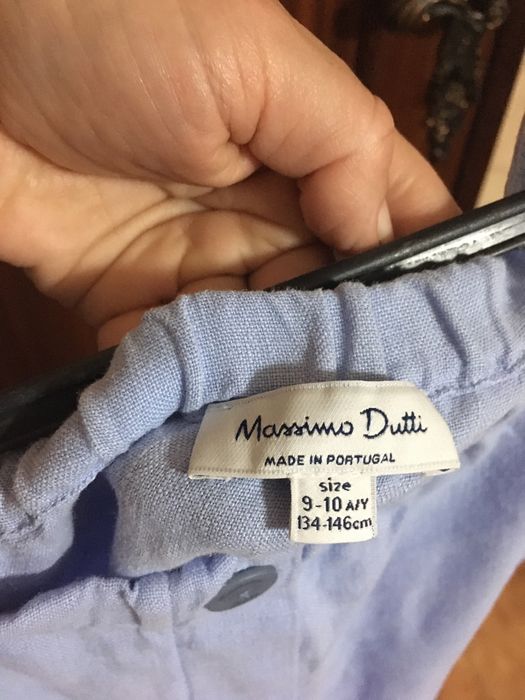 Massimo Dutti
MADE IN PORTUGAL
size
9-10 A/Y
134-146cm